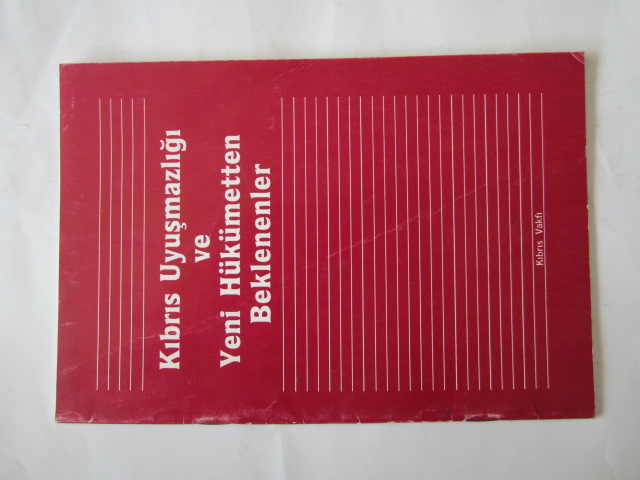 Kıbrıs Uyuşmazlığı
ve
Yeni Hükümetten
Beklenenler
Kıbrıs Vakfı